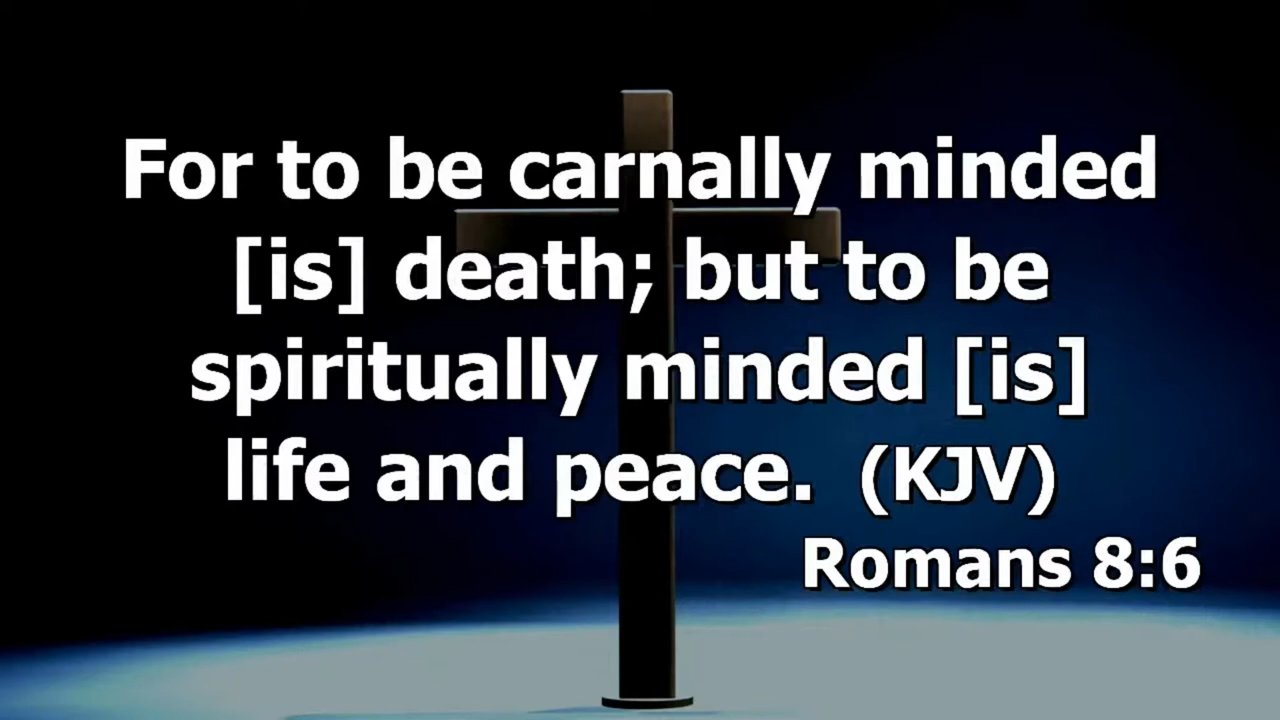 For to be carnally minded
[is] death; but to be
spiritually minded [is]
life and peace. (KJV)
Romans 8:6